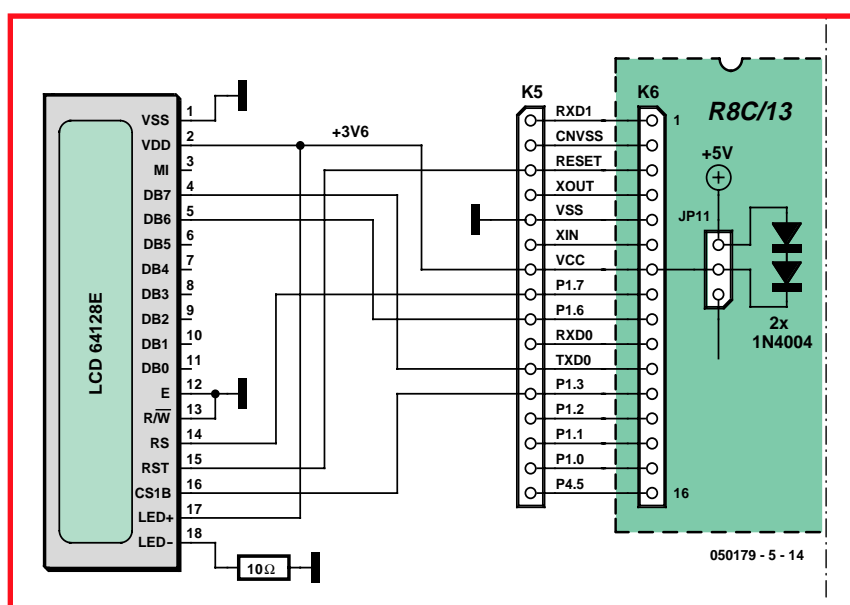 LCD 64128E
VSS 1
VDD 2
MI 3
DB7 4
DB6 5
DB5 6
DB4 7
DB3 8
DB2 9
DB1 10
DB0 11
E 12
R/W̅ 13
RS 14
RST 15
CS1B 16
LED+ 17
LED– 18
+3V6
10Ω
K5
K6
RXD1
CNVSS
RESET
XOUT
VSS
XIN
VCC
P1.7
P1.6
RXD0
TXD0
P1.3
P1.2
P1.1
P1.0
P4.5
1
16
R8C/13
+5V
+
JP11
2x
1N4004
050179 - 5 - 14